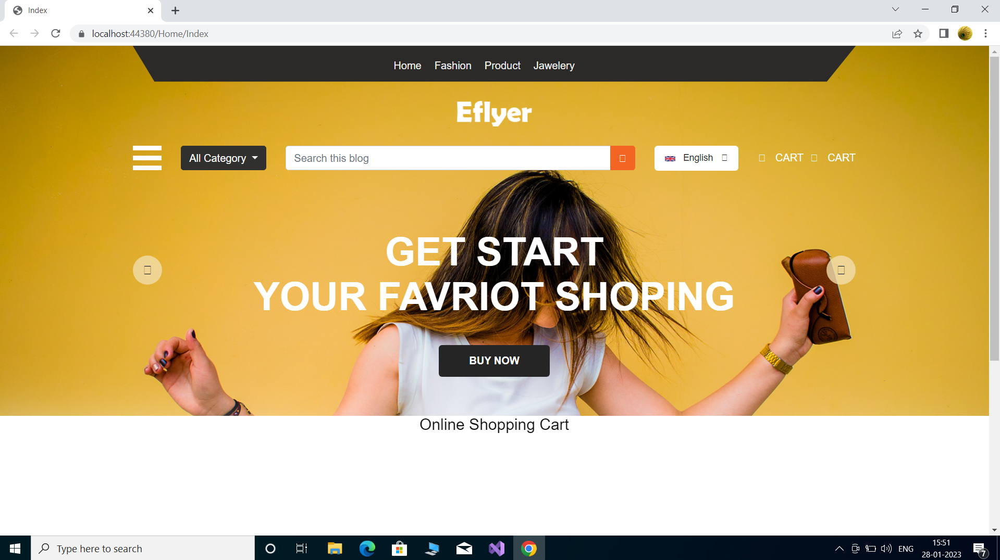 Index
localhost:44380/Home/Index
Home Fashion Product Jawelery
Eflyer
All Category
Search this blog
English
CART CART
GET START
YOUR FAVRIOT SHOPING
BUY NOW
Online Shopping Cart
Type here to search
ENG
15:51
28-01-2023
7